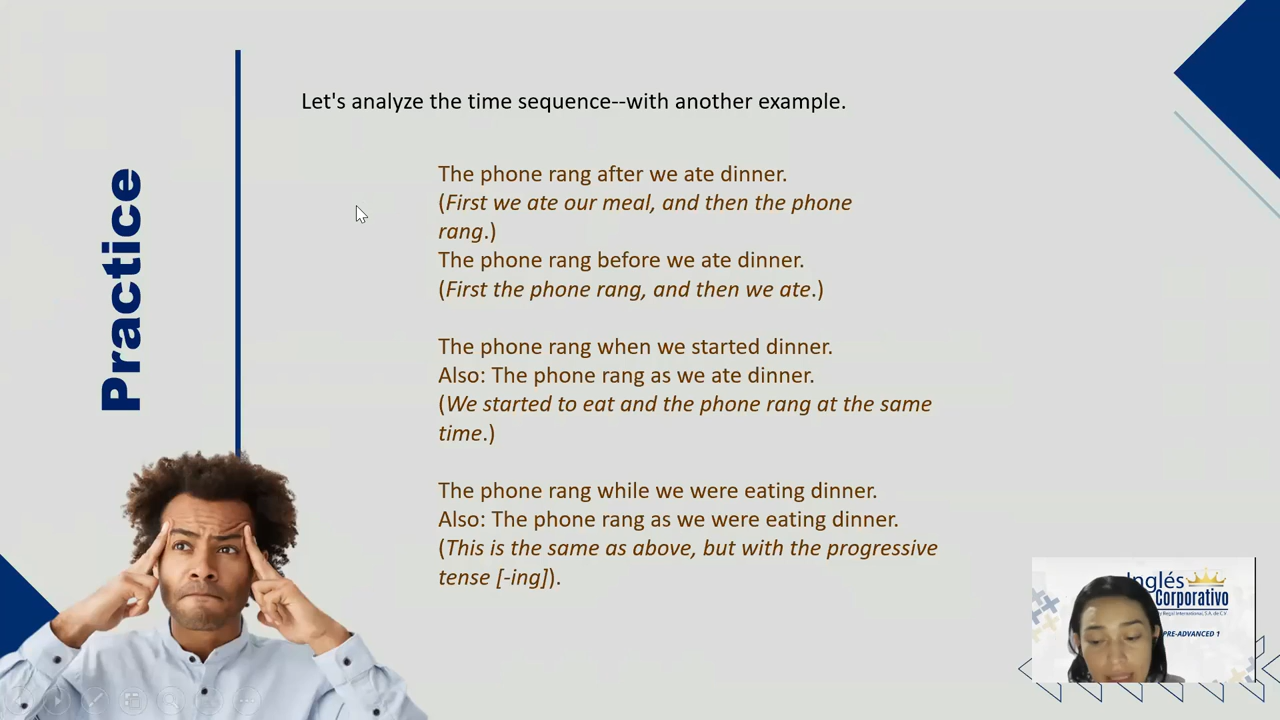 Let's analyze the time sequence--with another example.
Practice
The phone rang after we ate dinner.
(First we ate our meal, and then the phone
rang.)
The phone rang before we ate dinner.
(First the phone rang, and then we ate.)
The phone rang when we started dinner.
Also: The phone rang as we ate dinner.
(We started to eat and the phone rang at the same
time.)
The phone rang while we were eating dinner.
Also: The phone rang as we were eating dinner.
(This is the same as above, but with the progressive
tense [-ing]).
Inglés
Corporativo
PRE-ADVANCED 1